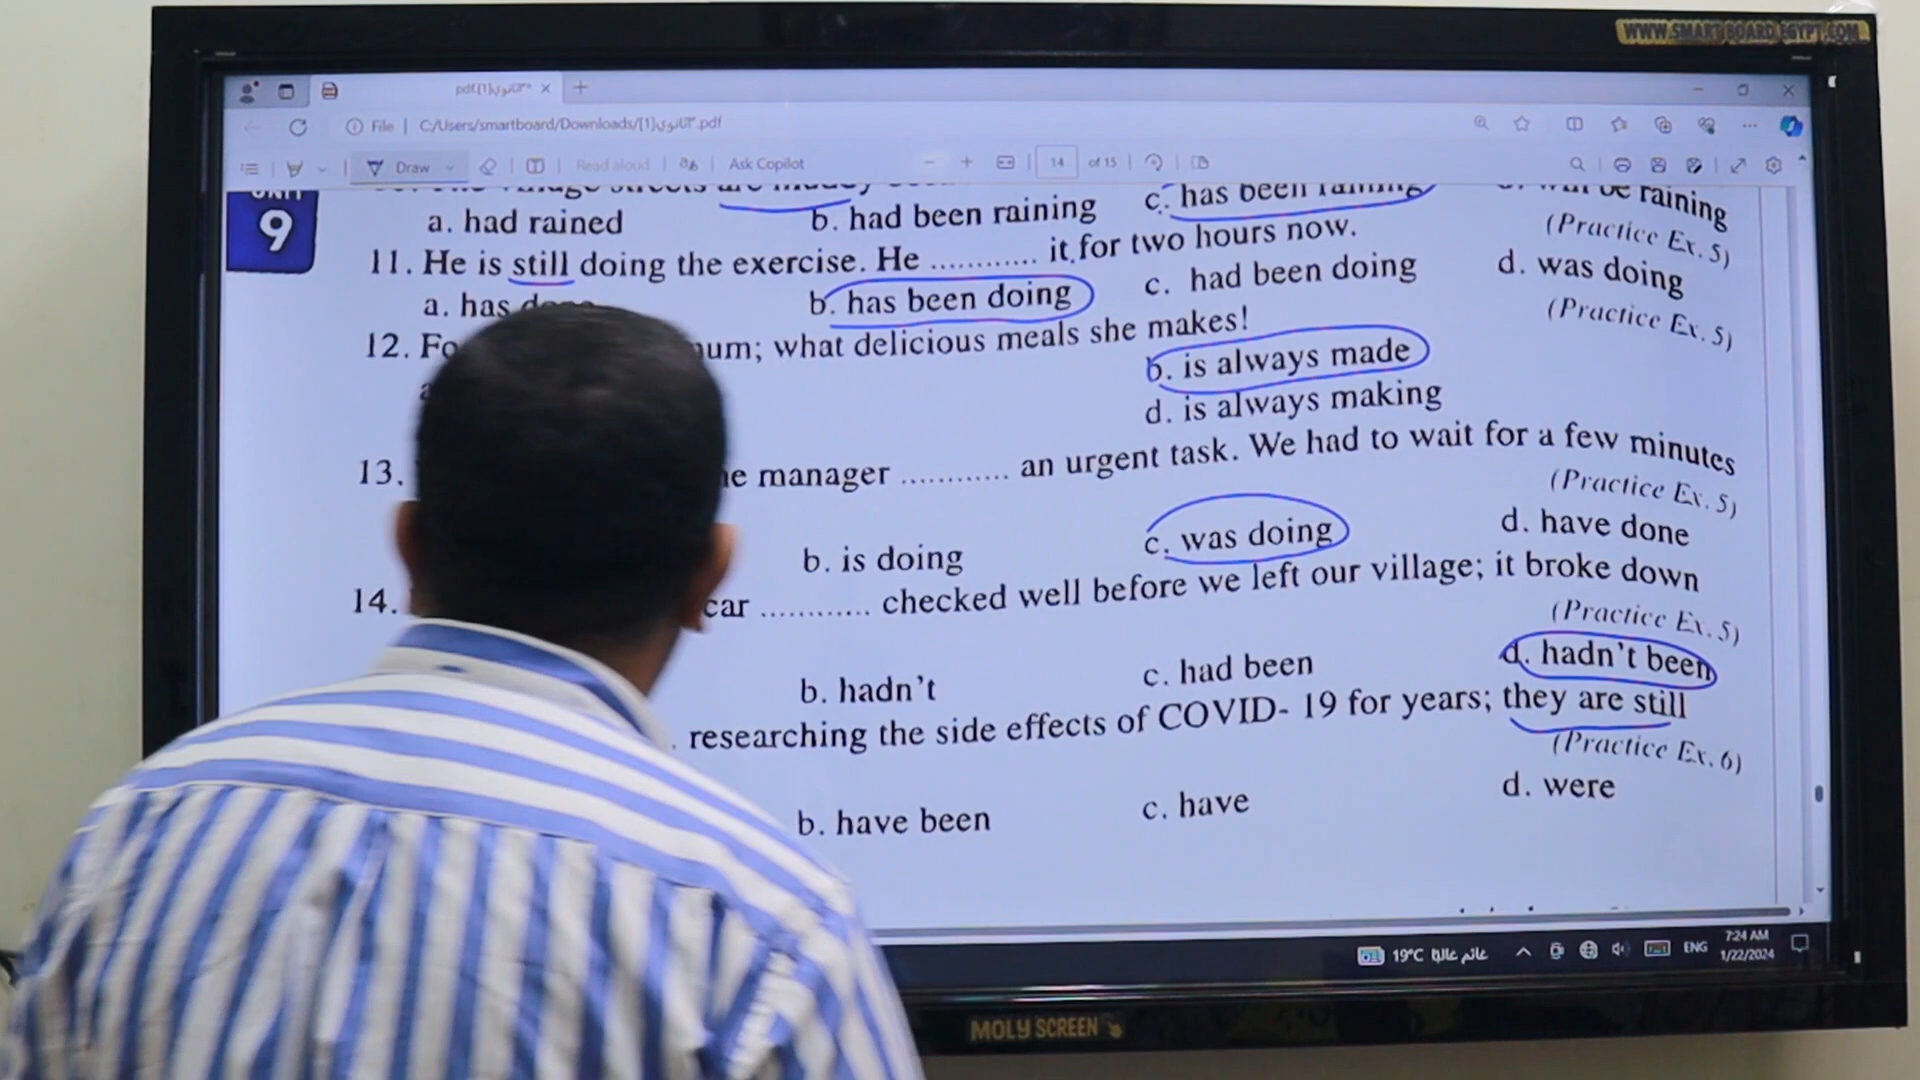 WWW.SMARTBOARDEGYPT.COM
File | C:/Users/smartboard/Downloads/
Draw Read aloud Ask Copilot 14 of 15
UNIT
9
a. had rained b. had been raining c. has been raining be raining
(Practice Ex. 5)
11. He is still doing the exercise. He ............ it for two hours now.
a. has done b. has been doing c. had been doing d. was doing
(Practice Ex. 5)
12. Fo um; what delicious meals she makes!
b. is always made
d. is always making
13. e manager ............ an urgent task. We had to wait for a few minutes
(Practice Ex. 5)
b. is doing c. was doing d. have done
14. car ............ checked well before we left our village; it broke down
(Practice Ex. 5)
b. hadn't c. had been d. hadn't been
. researching the side effects of COVID- 19 for years; they are still
(Practice Ex. 6)
b. have been c. have d. were
19°C غائم غالبًا ENG 7:24 AM
1/22/2024
MOLY SCREEN